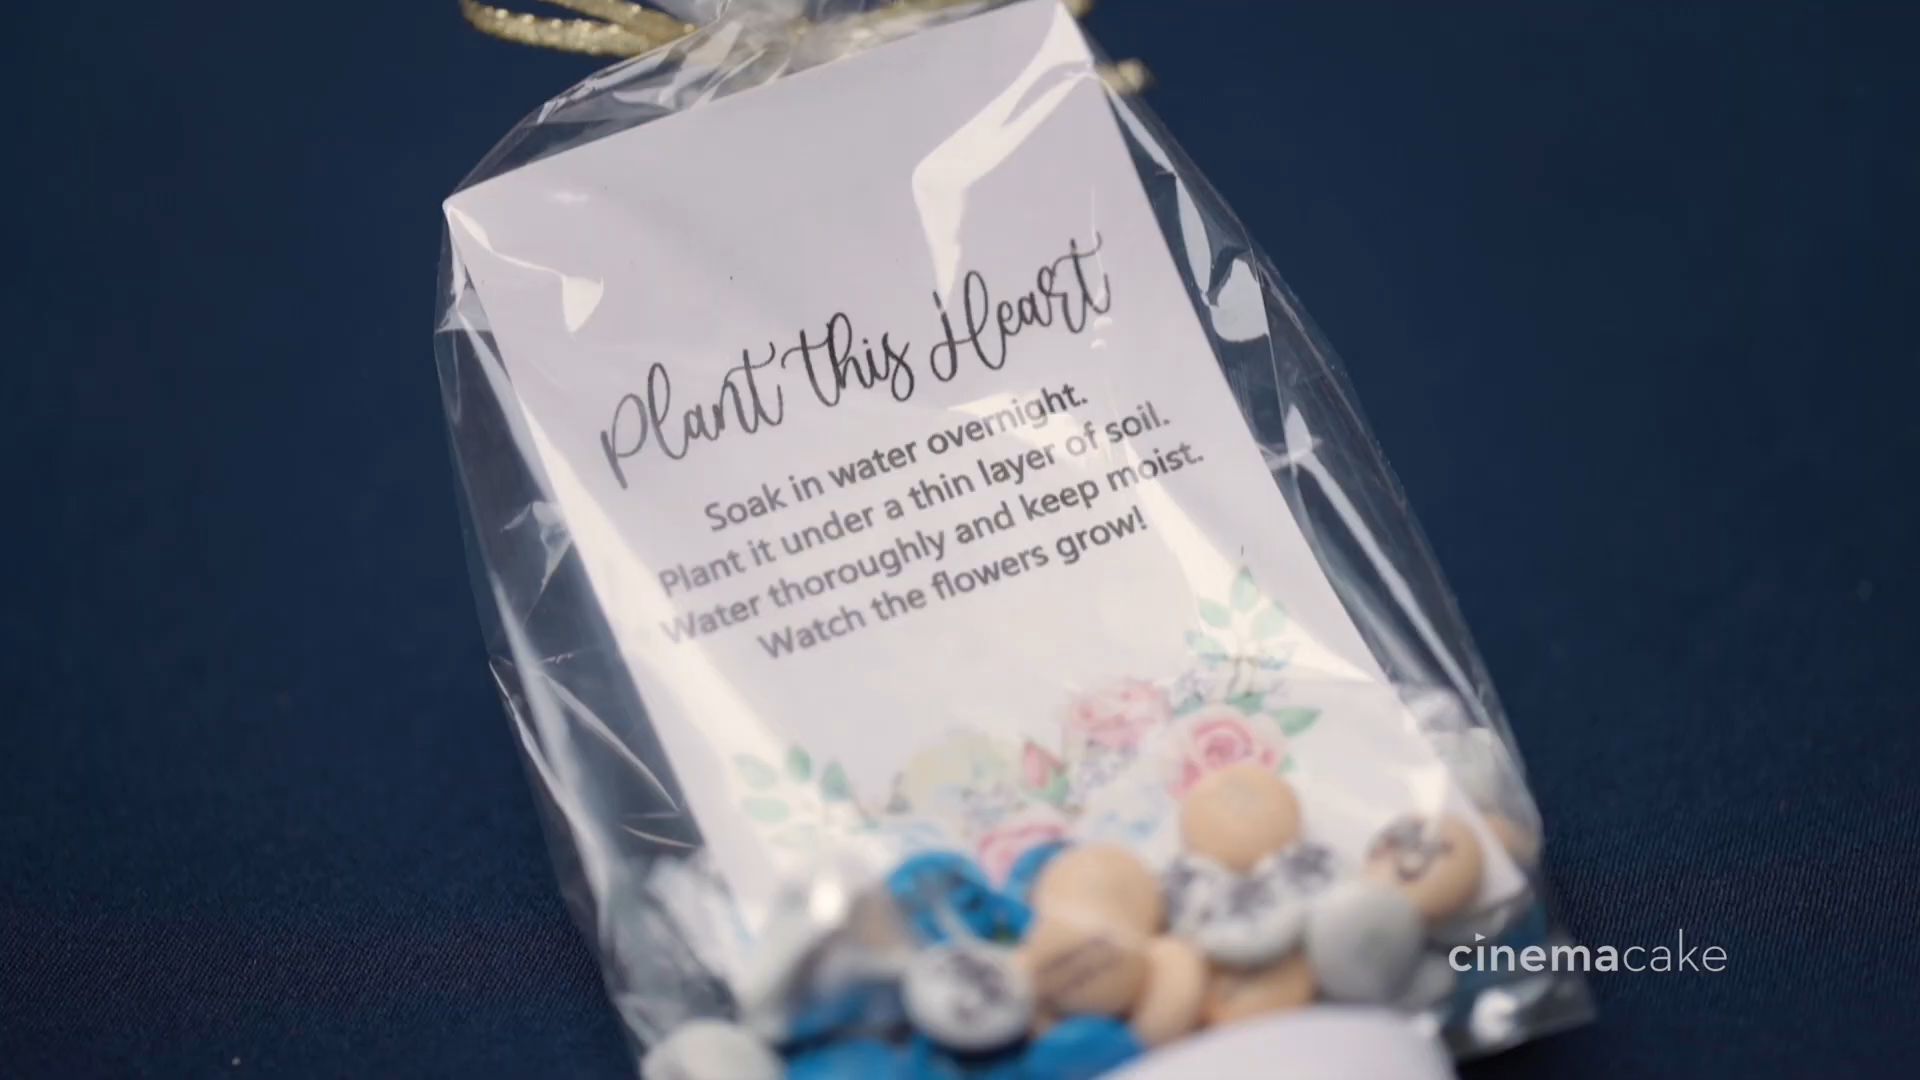 Plant this Heart
Soak in water overnight.
Plant it under a thin layer of soil.
Water thoroughly and keep moist.
Watch the flowers grow!
cinemacake